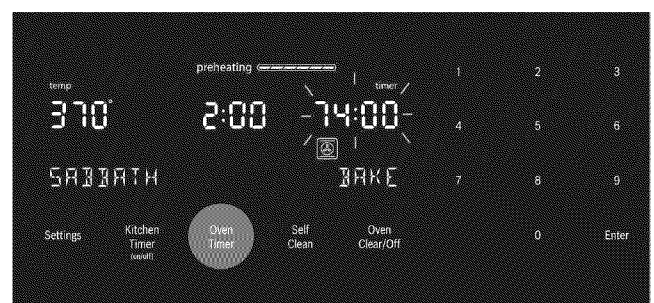 preheating
temp
timer
370°
2:00
74:00
SABBATH
BAKE
1 2 3
4 5 6
7 8 9
0 Enter
Settings
Kitchen
Timer
(on/off)
Oven
Timer
Self
Clean
Oven
Clear/Off